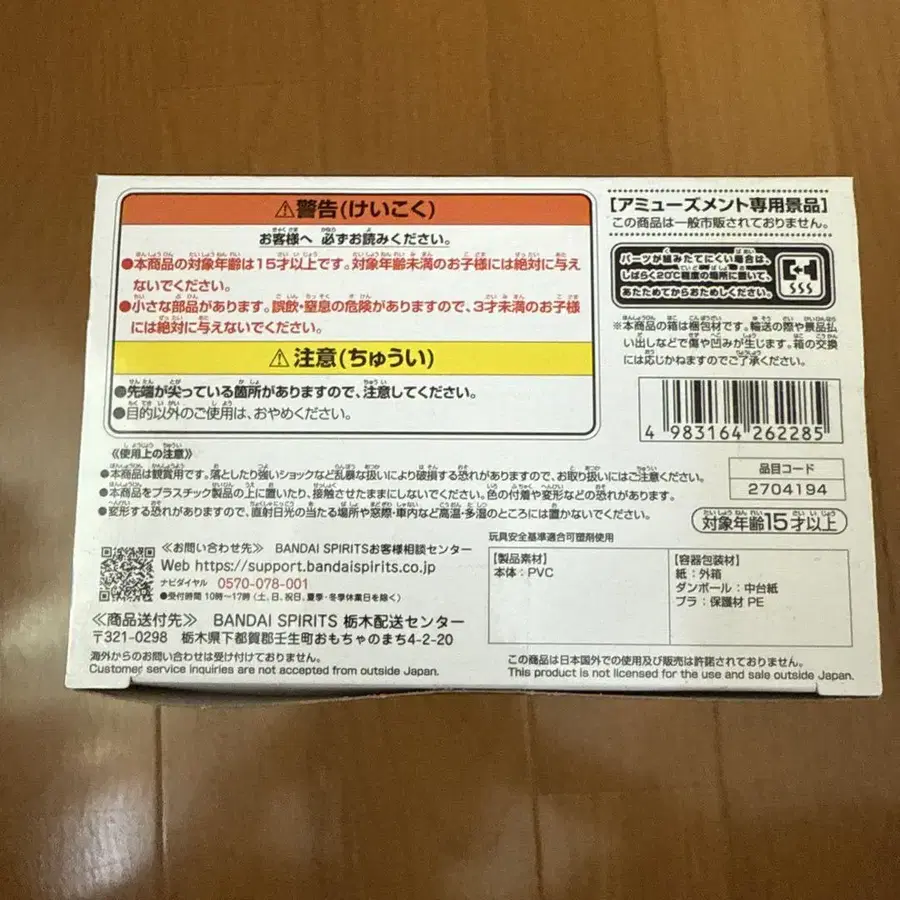 ⚠警告(けいこく)
お客様へ 必ずお読みください。
●本商品の対象年齢は15才以上です。対象年齢未満のお子様には絶対に与え
ないでください。
●小さな部品があります。誤飲・窒息の危険がありますので、3才未満のお子様
には絶対に与えないでください。
⚠注意(ちゅうい)
●先端が尖っている箇所がありますので、注意してください。
●目的以外のご使用は、おやめください。
《使用上の注意》
●本商品は観賞用です。落としたり強いショックなど乱暴な扱いにより破損する恐れがありますので、お取り扱いにはご注意ください。
●本商品をプラスチック製品の上に置いたり、接触させたままにしないでください。色の付着や変形などの恐れがあります。
●変形する恐れがありますので、直射日光の当たる場所や窓際・車内など高温・多湿のところには置かないでください。
《お問い合わせ先》 BANDAI SPIRITSお客様相談センター
Web https://support.bandaispirits.co.jp
ナビダイヤル 0570-078-001
●受付時間 10時〜17時(土、日、祝日、夏季・冬季休業日を除く)
《商品送付先》 BANDAI SPIRITS 栃木配送センター
〒321-0298 栃木県下都賀郡壬生町おもちゃのまち4-2-20
海外からのお問い合わせは受け付けておりません。
Customer service inquiries are not accepted from outside Japan.
[アミューズメント専用景品]
この商品は一般市販されておりません。
パーツが組みたてにくい場合は、
しばらく20℃程度の場所に置いて、
あたためてからおためしください。
※本商品の箱は梱包材です。輸送の際や景品払
い出しなどで傷や凹みが生じます。箱の交換
には応じかねますのでご了承ください。
4 983164 262285
品目コード
2704194
対象年齢15才以上
玩具安全基準適合可塑剤使用
【製品素材】
本体：PVC
【容器包装材】
紙：外箱
ダンボール：中台紙
プラ：保護材 PE
この商品は日本国外での使用及び販売は許諾されておりません。
This product is not licensed for the use and sale outside Japan.